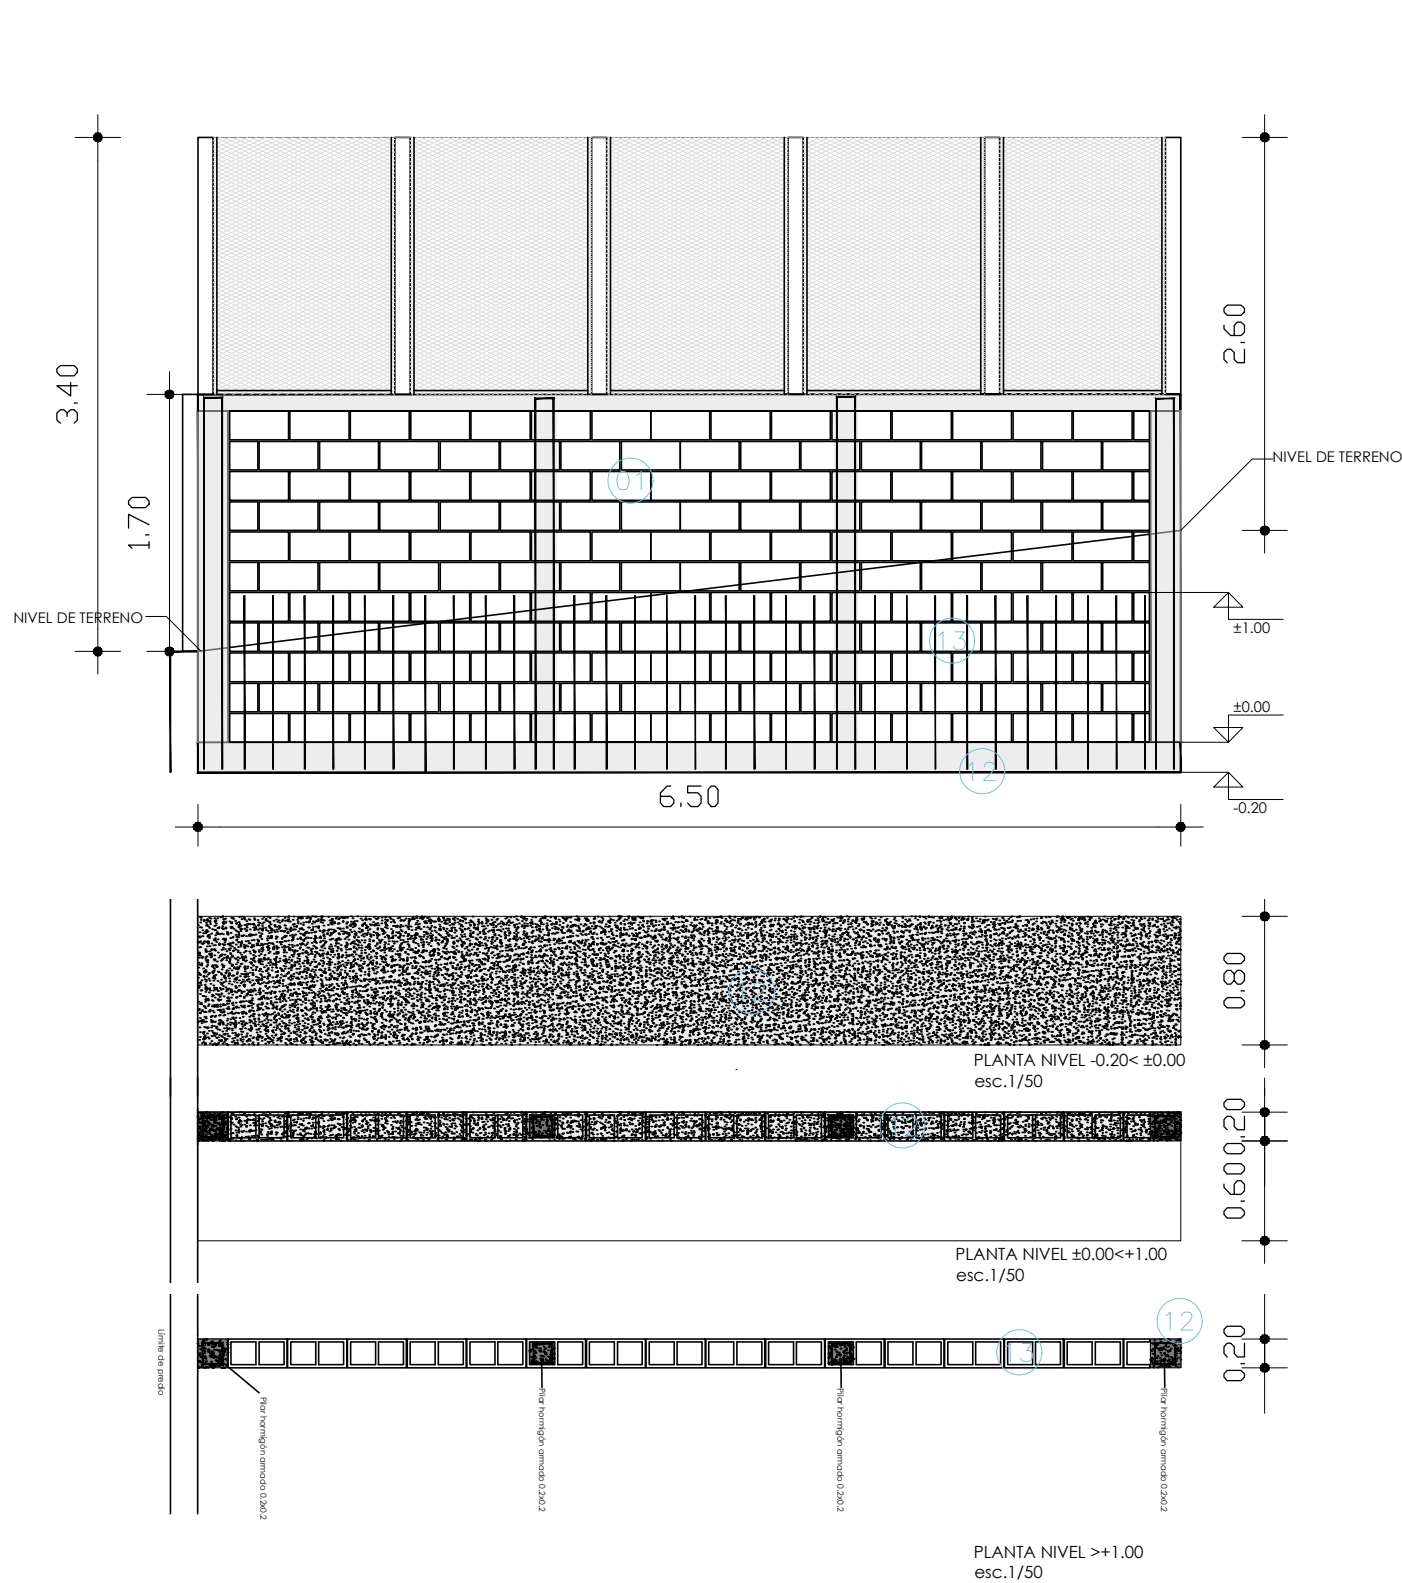 3.40
2.60
1.70
01
NIVEL DE TERRENO
NIVEL DE TERRENO
13
±1.00
±0.00
12
-0.20
6.50
12
0.80
PLANTA NIVEL -0.20< ±0.00
esc.1/50
0.20
0.60
PLANTA NIVEL ±0.00<+1.00
esc.1/50
12
13
0.20
Límite de predio
Pilar hormigón armado 0.2x0.2
Pilar hormigón armado 0.2x0.2
Pilar hormigón armado 0.2x0.2
Pilar hormigón armado 0.2x0.2
PLANTA NIVEL >+1.00
esc.1/50